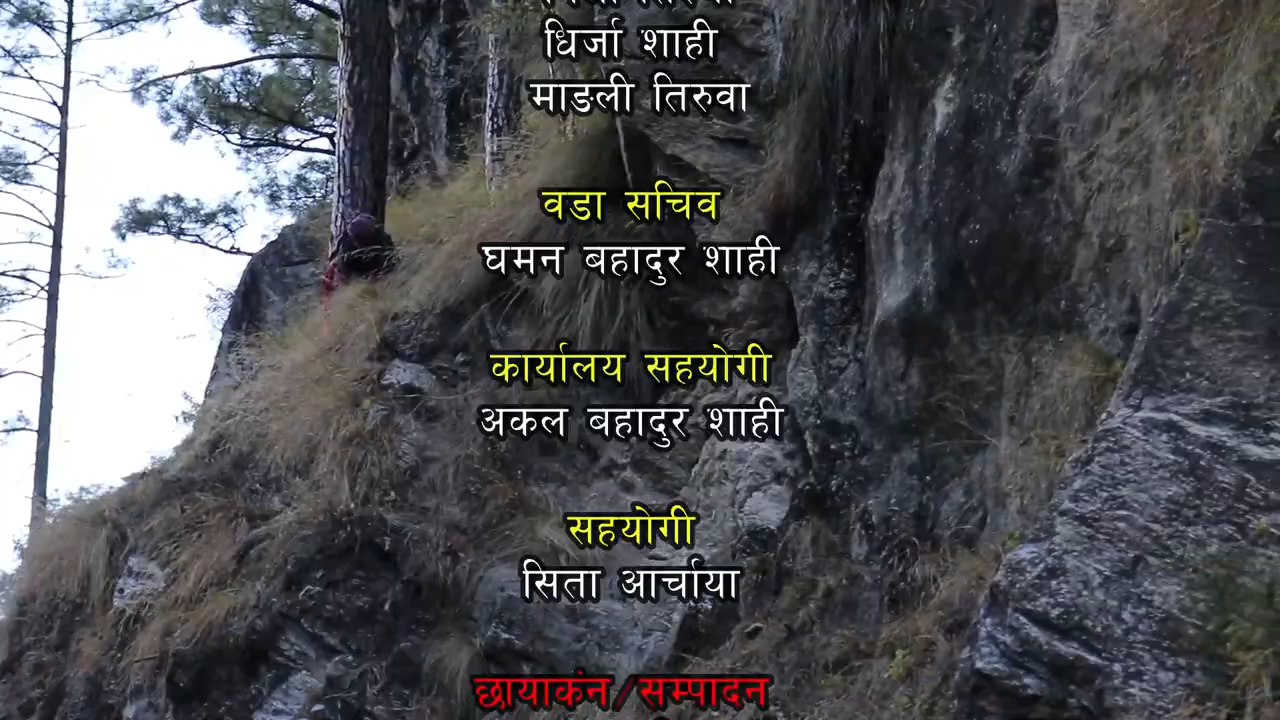 धिर्जा शाही
माङली तिरुवा
वडा सचिव
घमन बहादुर शाही
कार्यालय सहयोगी
अकल बहादुर शाही
सहयोगी
सिता आर्चाया
छायाकंन/सम्पादन